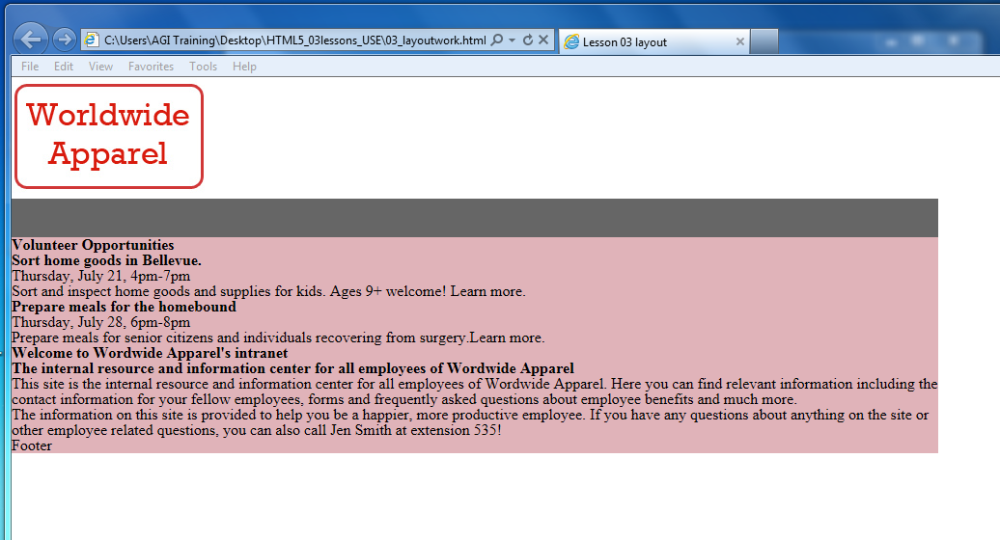 C:\Users\AGI Training\Desktop\HTML5_03lessons_USE\03_layoutwork.html
Lesson 03 layout
File Edit View Favorites Tools Help
Worldwide
Apparel
Volunteer Opportunities
Sort home goods in Bellevue.
Thursday, July 21, 4pm-7pm
Sort and inspect home goods and supplies for kids. Ages 9+ welcome! Learn more.
Prepare meals for the homebound
Thursday, July 28, 6pm-8pm
Prepare meals for senior citizens and individuals recovering from surgery.Learn more.
Welcome to Wordwide Apparel's intranet
The internal resource and information center for all employees of Wordwide Apparel
This site is the internal resource and information center for all employees of Wordwide Apparel. Here you can find relevant information including the
contact information for your fellow employees, forms and frequently asked questions about employee benefits and much more.
The information on this site is provided to help you be a happier, more productive employee. If you have any questions about anything on the site or
other employee related questions, you can also call Jen Smith at extension 535!
Footer